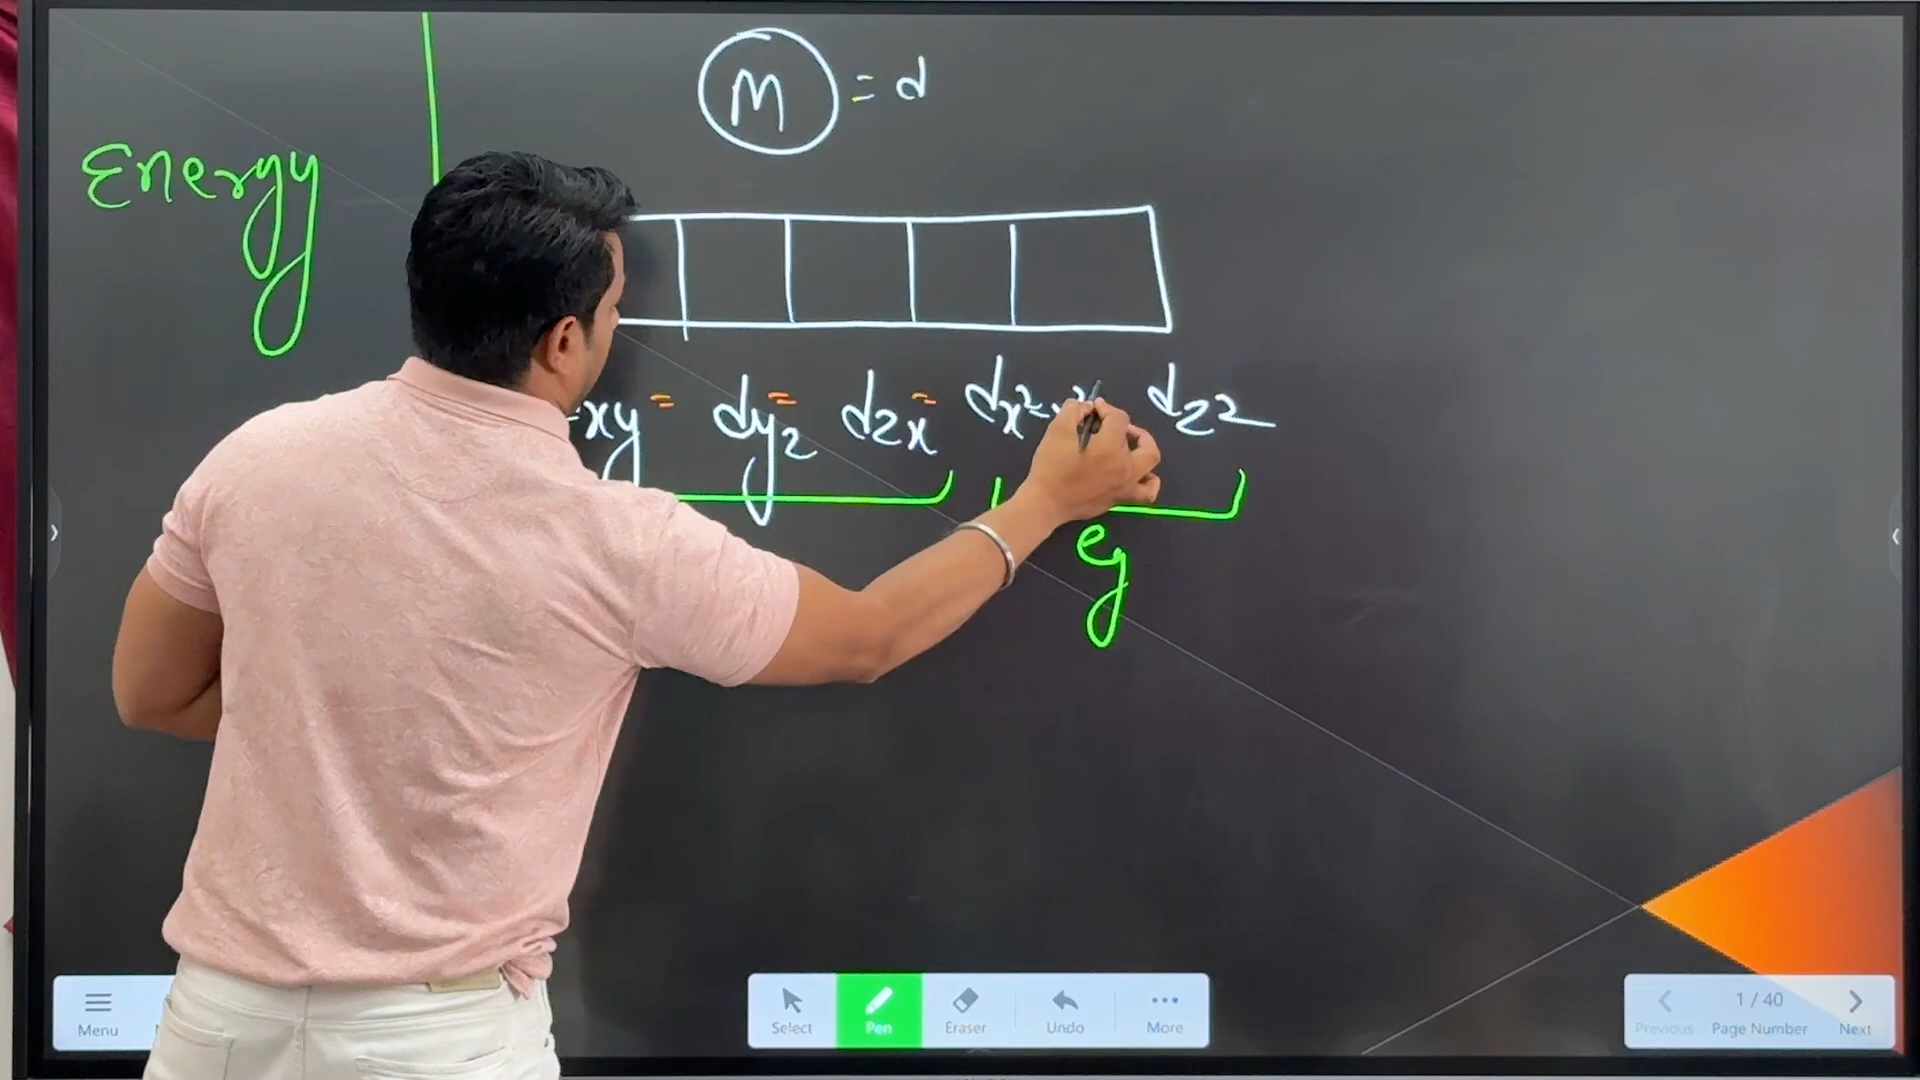 M = d
Energy
xy = dyz = dzx = dx²-y² dz²
eg
Menu
Select Pen Eraser Undo More
1 / 40
Previous Page Number Next